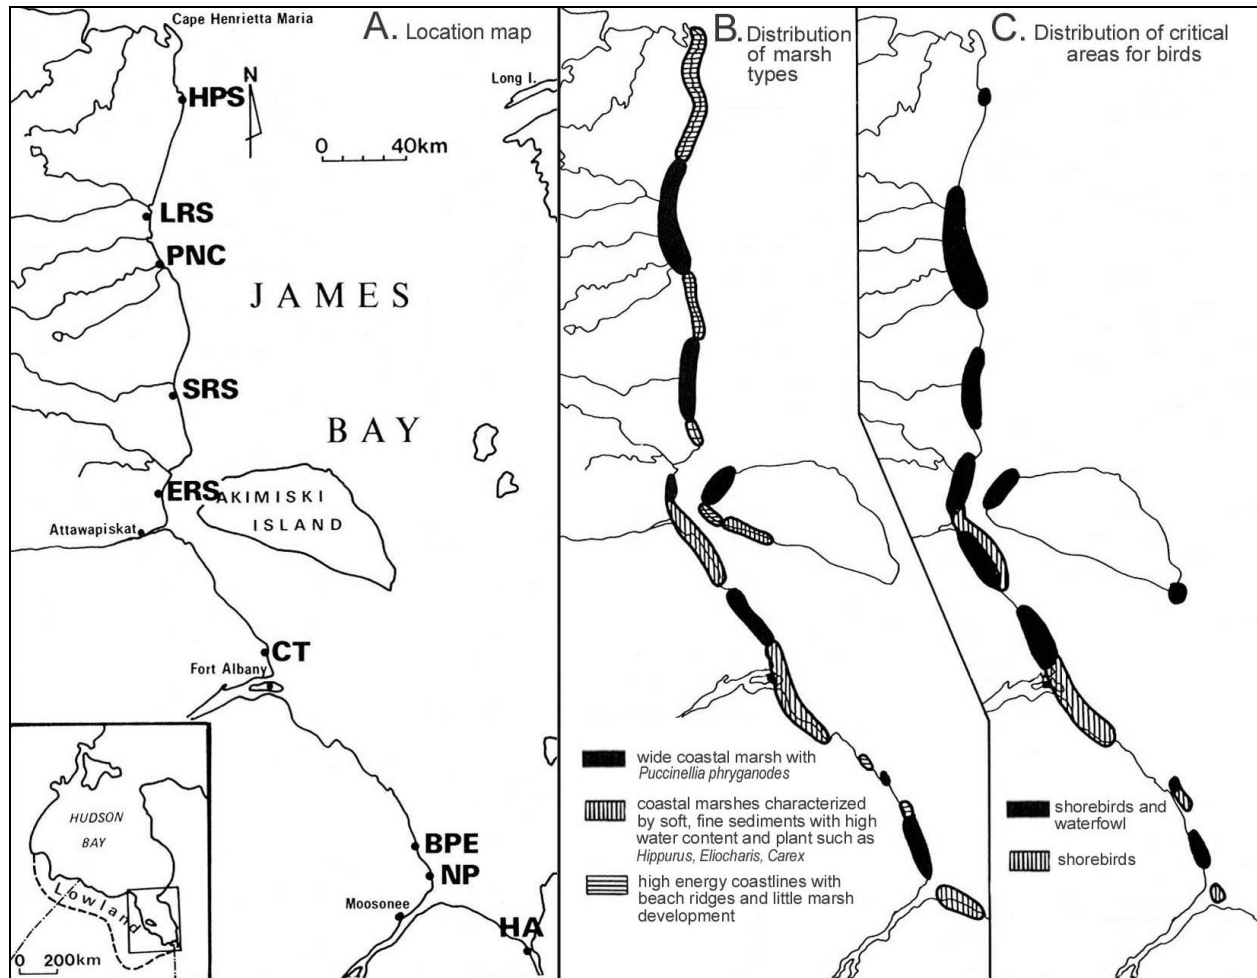 Cape Henrietta Maria
A. Location map
Long I.
N
HPS
0 40km
LRS
PNC
JAMES
SRS
BAY
ERS
AKIMISKI
ISLAND
Attawapiskat
CT
Fort Albany
HUDSON
BAY
Lowland
BPE
NP
Moosonee
HA
0 200km
B. Distribution
of marsh
types
wide coastal marsh with
Puccinellia phryganodes
coastal marshes characterized
by soft, fine sediments with high
water content and plant such as
Hippurus, Eliocharis, Carex
high energy coastlines with
beach ridges and little marsh
development
C. Distribution of critical
areas for birds
shorebirds and
waterfowl
shorebirds